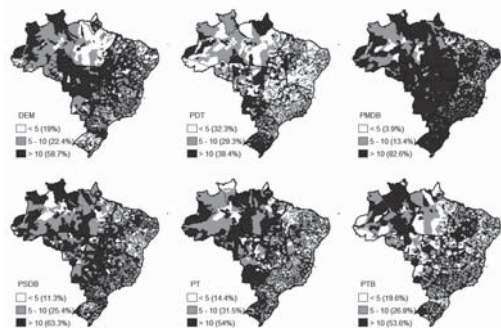 DEM
< 5 (19%)
5 - 10 (22.4%)
> 10 (58.7%)
PDT
< 5 (32.3%)
5 - 10 (29.3%)
> 10 (38.4%)
PMDB
< 5 (3.9%)
5 - 10 (13.4%)
> 10 (82.6%)
PSDB
< 5 (11.3%)
5 - 10 (25.4%)
> 10 (63.3%)
PT
< 5 (14.4%)
5 - 10 (31.5%)
> 10 (54%)
PTB
< 5 (19.6%)
5 - 10 (26.8%)
> 10 (53.6%)